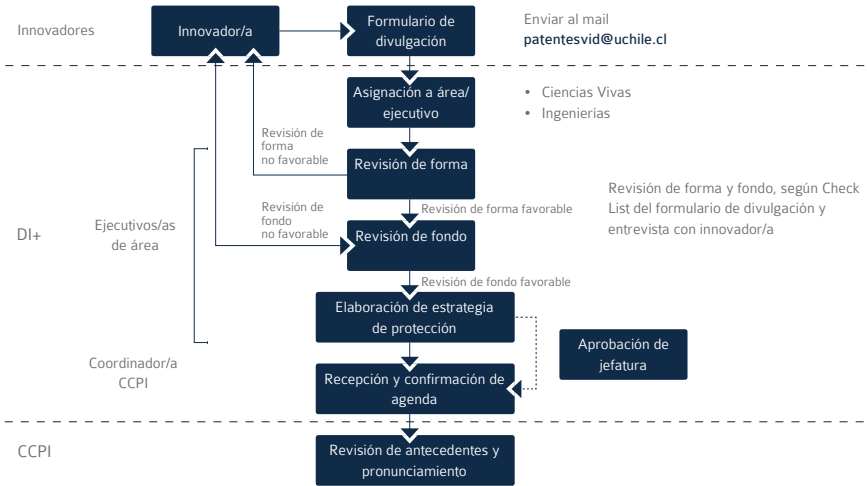 Innovadores
Innovador/a
Formulario de
divulgación
Enviar al mail
patentesvid@uchile.cl
Asignación a área/
ejecutivo
• Ciencias Vivas
• Ingenierías
Revisión de
forma
no favorable
Revisión de forma
Revisión de forma y fondo, según Check
List del formulario de divulgación y
entrevista con innovador/a
Revisión de forma favorable
DI+
Ejecutivos/as
de área
Revisión de
fondo
no favorable
Revisión de fondo
Revisión de fondo favorable
Elaboración de estrategia
de protección
Aprobación de
jefatura
Coordinador/a
CCPI
Recepción y confirmación de
agenda
CCPI
Revisión de antecedentes y
pronunciamiento